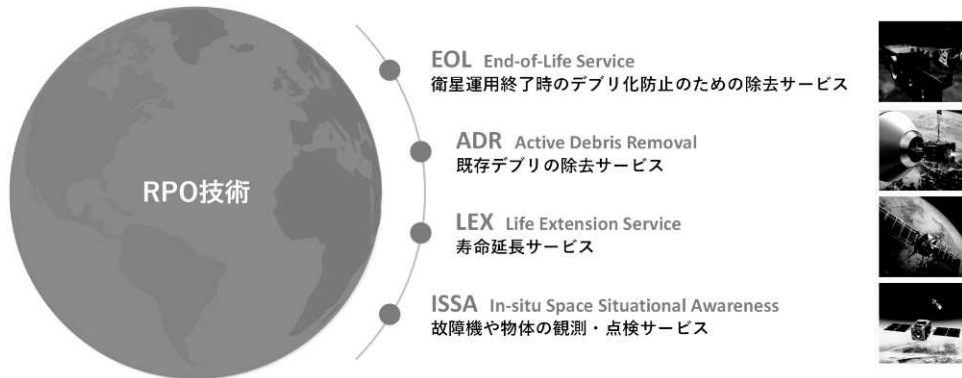 RPO技術
EOL End-of-Life Service
衛星運用終了時のデブリ化防止のための除去サービス
ADR Active Debris Removal
既存デブリの除去サービス
LEX Life Extension Service
寿命延長サービス
ISSA In-situ Space Situational Awareness
故障機や物体の観測・点検サービス